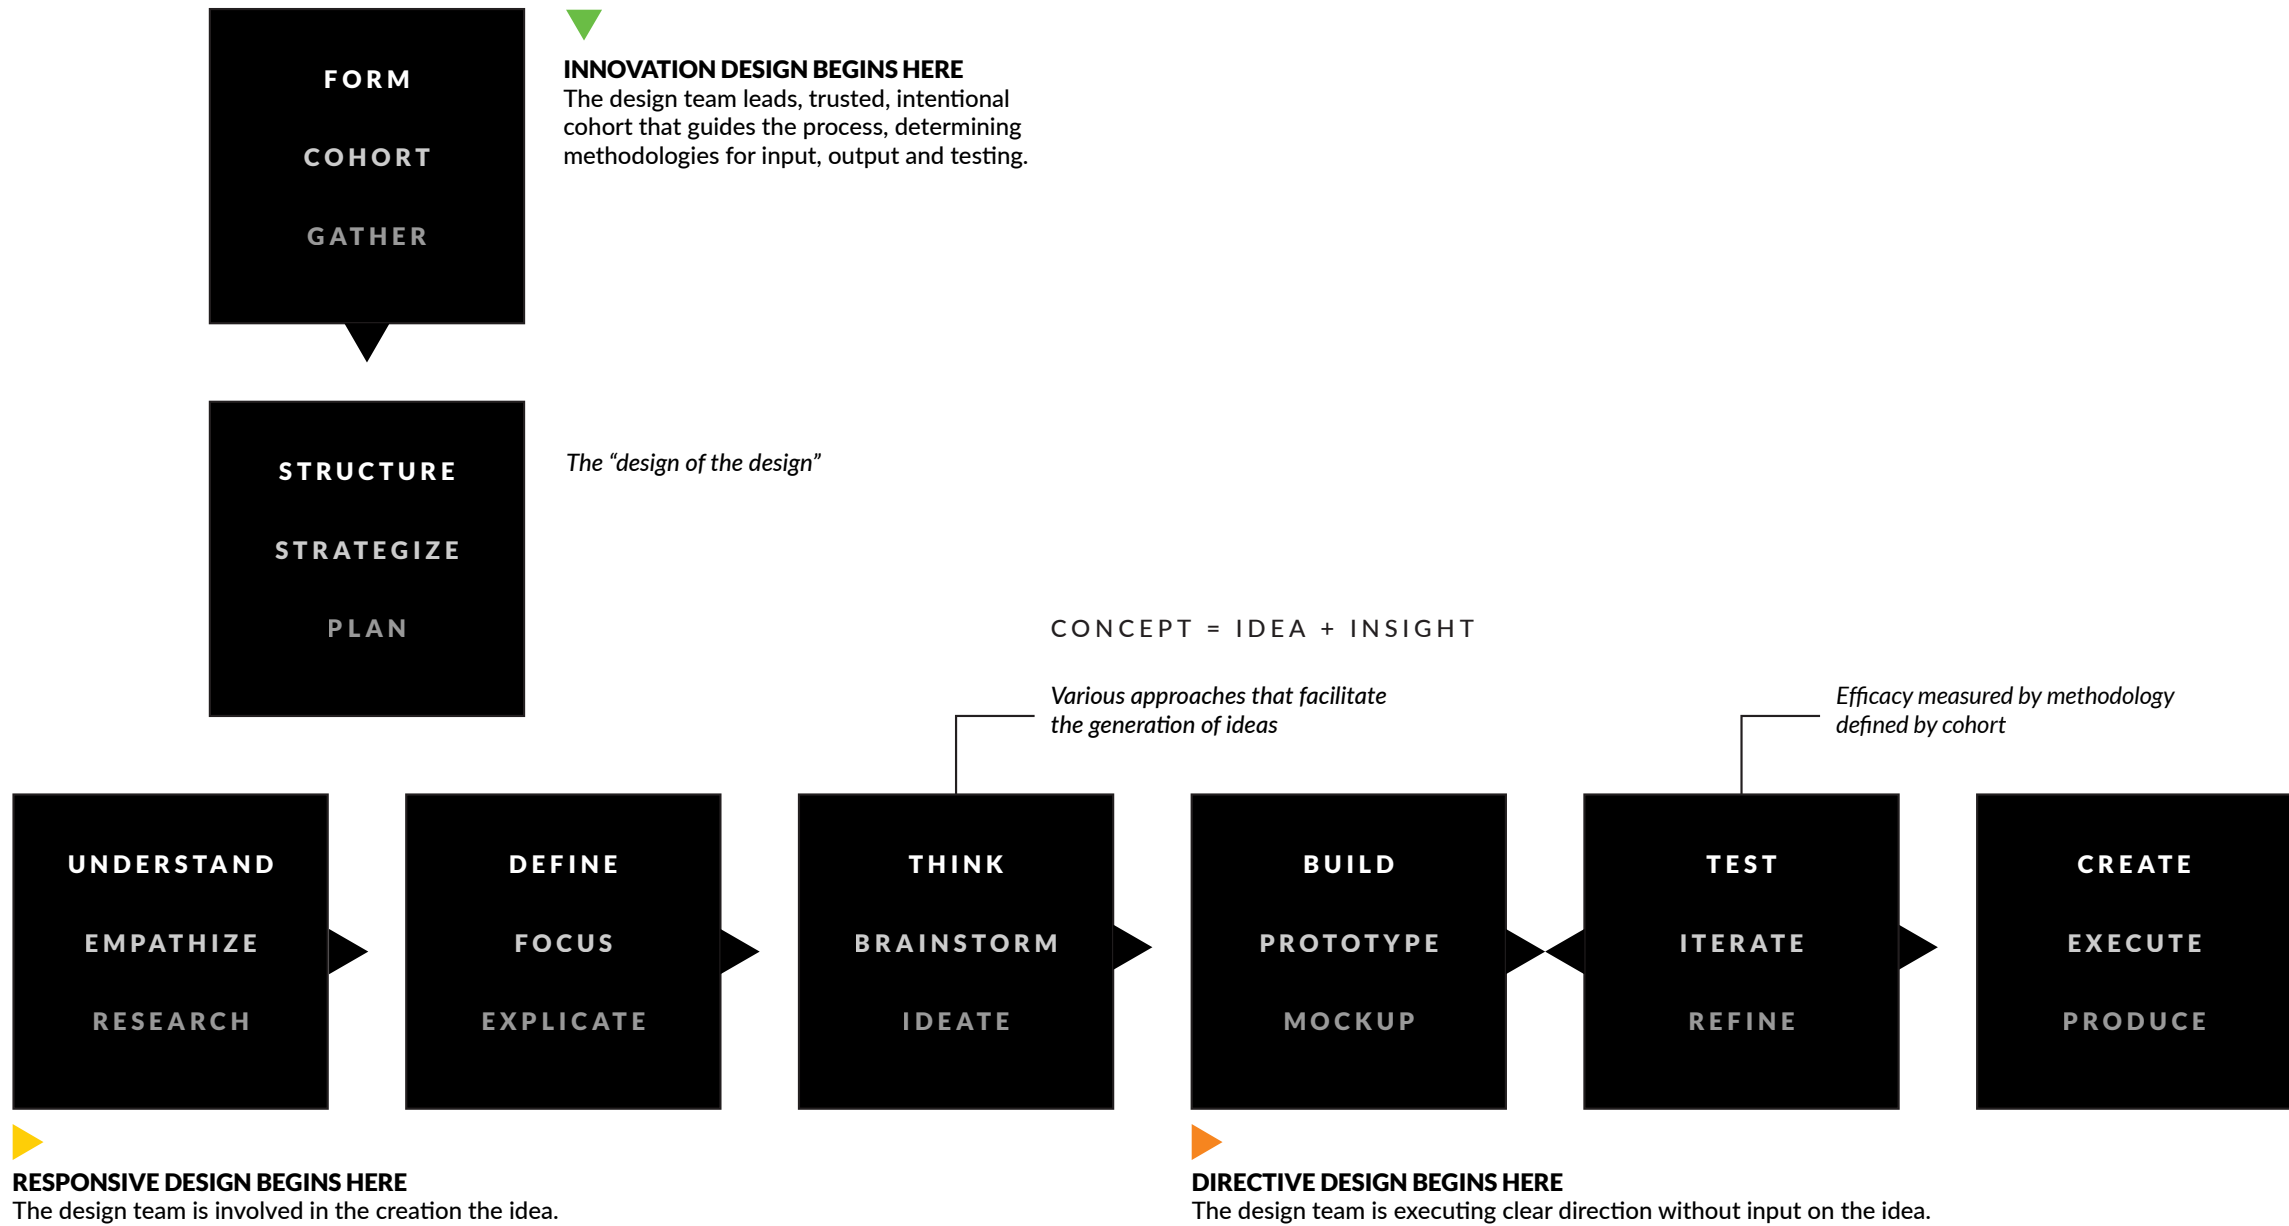 FORM
COHORT
GATHER
INNOVATION DESIGN BEGINS HERE
The design team leads, trusted, intentional
cohort that guides the process, determining
methodologies for input, output and testing.
STRUCTURE
STRATEGIZE
PLAN
The “design of the design”
CONCEPT = IDEA + INSIGHT
Various approaches that facilitate
the generation of ideas
Efficacy measured by methodology
defined by cohort
UNDERSTAND
EMPATHIZE
RESEARCH
DEFINE
FOCUS
EXPLICATE
THINK
BRAINSTORM
IDEATE
BUILD
PROTOTYPE
MOCKUP
TEST
ITERATE
REFINE
CREATE
EXECUTE
PRODUCE
RESPONSIVE DESIGN BEGINS HERE
The design team is involved in the creation the idea.
DIRECTIVE DESIGN BEGINS HERE
The design team is executing clear direction without input on the idea.